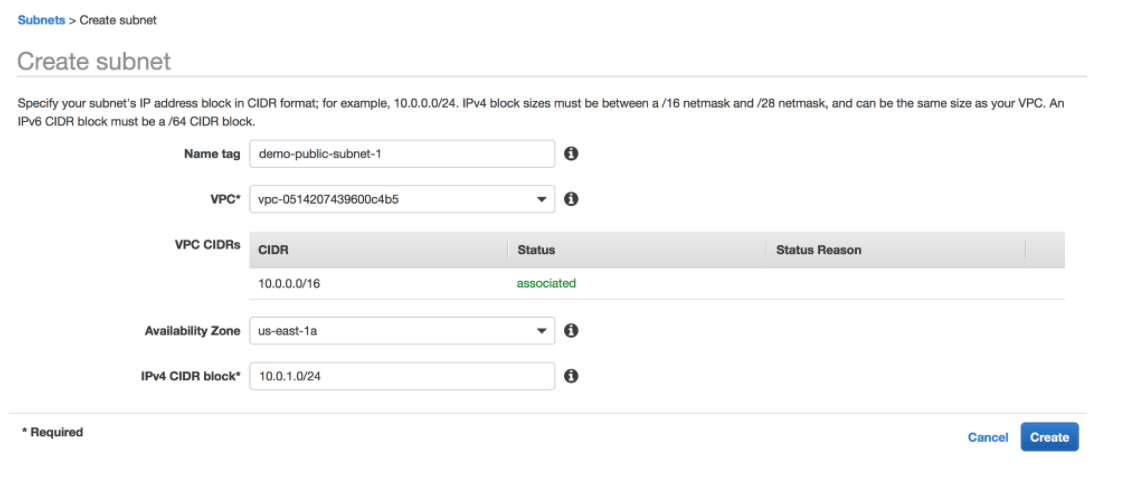 Subnets > Create subnet
Create subnet
Specify your subnet's IP address block in CIDR format; for example, 10.0.0.0/24. IPv4 block sizes must be between a /16 netmask and /28 netmask, and can be the same size as your VPC. An
IPv6 CIDR block must be a /64 CIDR block.
Name tag demo-public-subnet-1
VPC* vpc-0514207439600c4b5
VPC CIDRs CIDR Status Status Reason
10.0.0.0/16 associated
Availability Zone us-east-1a
IPv4 CIDR block* 10.0.1.0/24
* Required Cancel Create